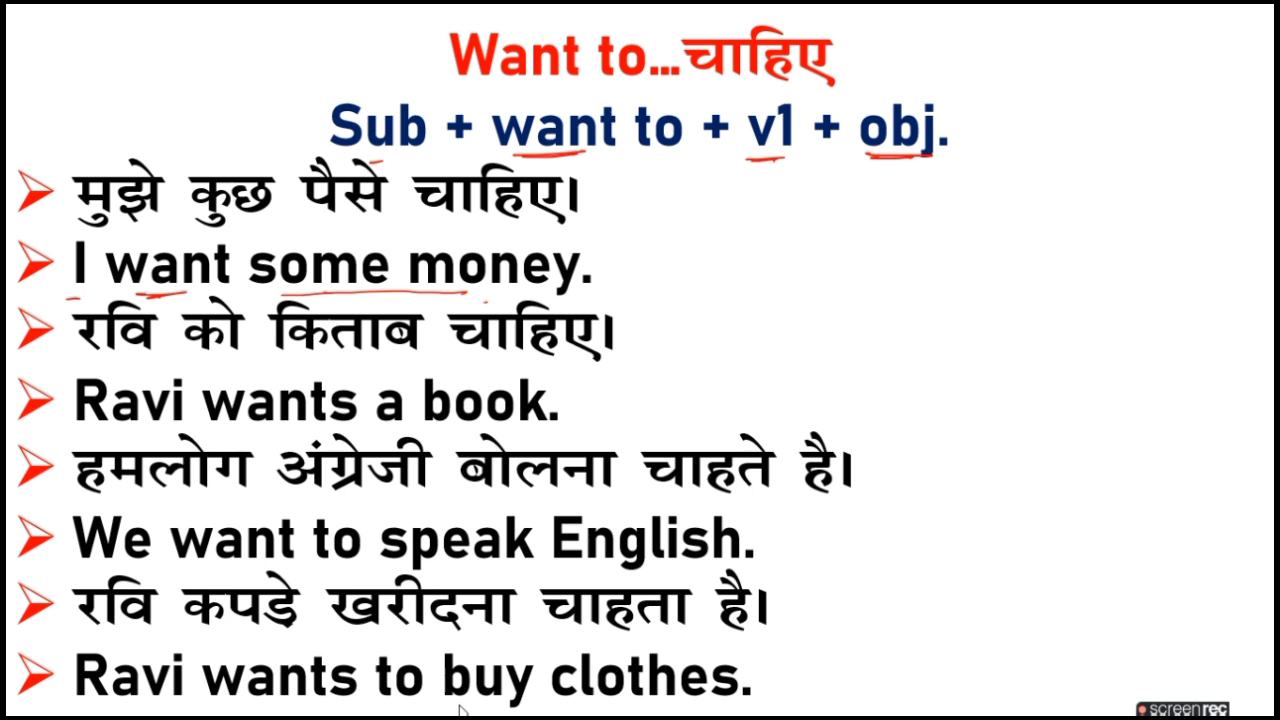 Want to...चाहिए
Sub + want to + v1 + obj.
मुझे कुछ पैसे चाहिए।
I want some money.
रवि को किताब चाहिए।
Ravi wants a book.
हमलोग अंग्रेजी बोलना चाहते है।
We want to speak English.
रवि कपड़े खरीदना चाहता है।
Ravi wants to buy clothes.
screenrec